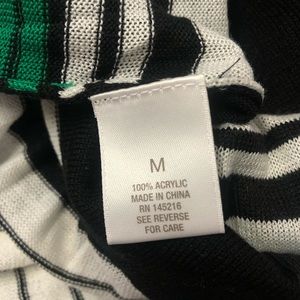 M
100% ACRYLIC
MADE IN CHINA
RN 145216
SEE REVERSE
FOR CARE